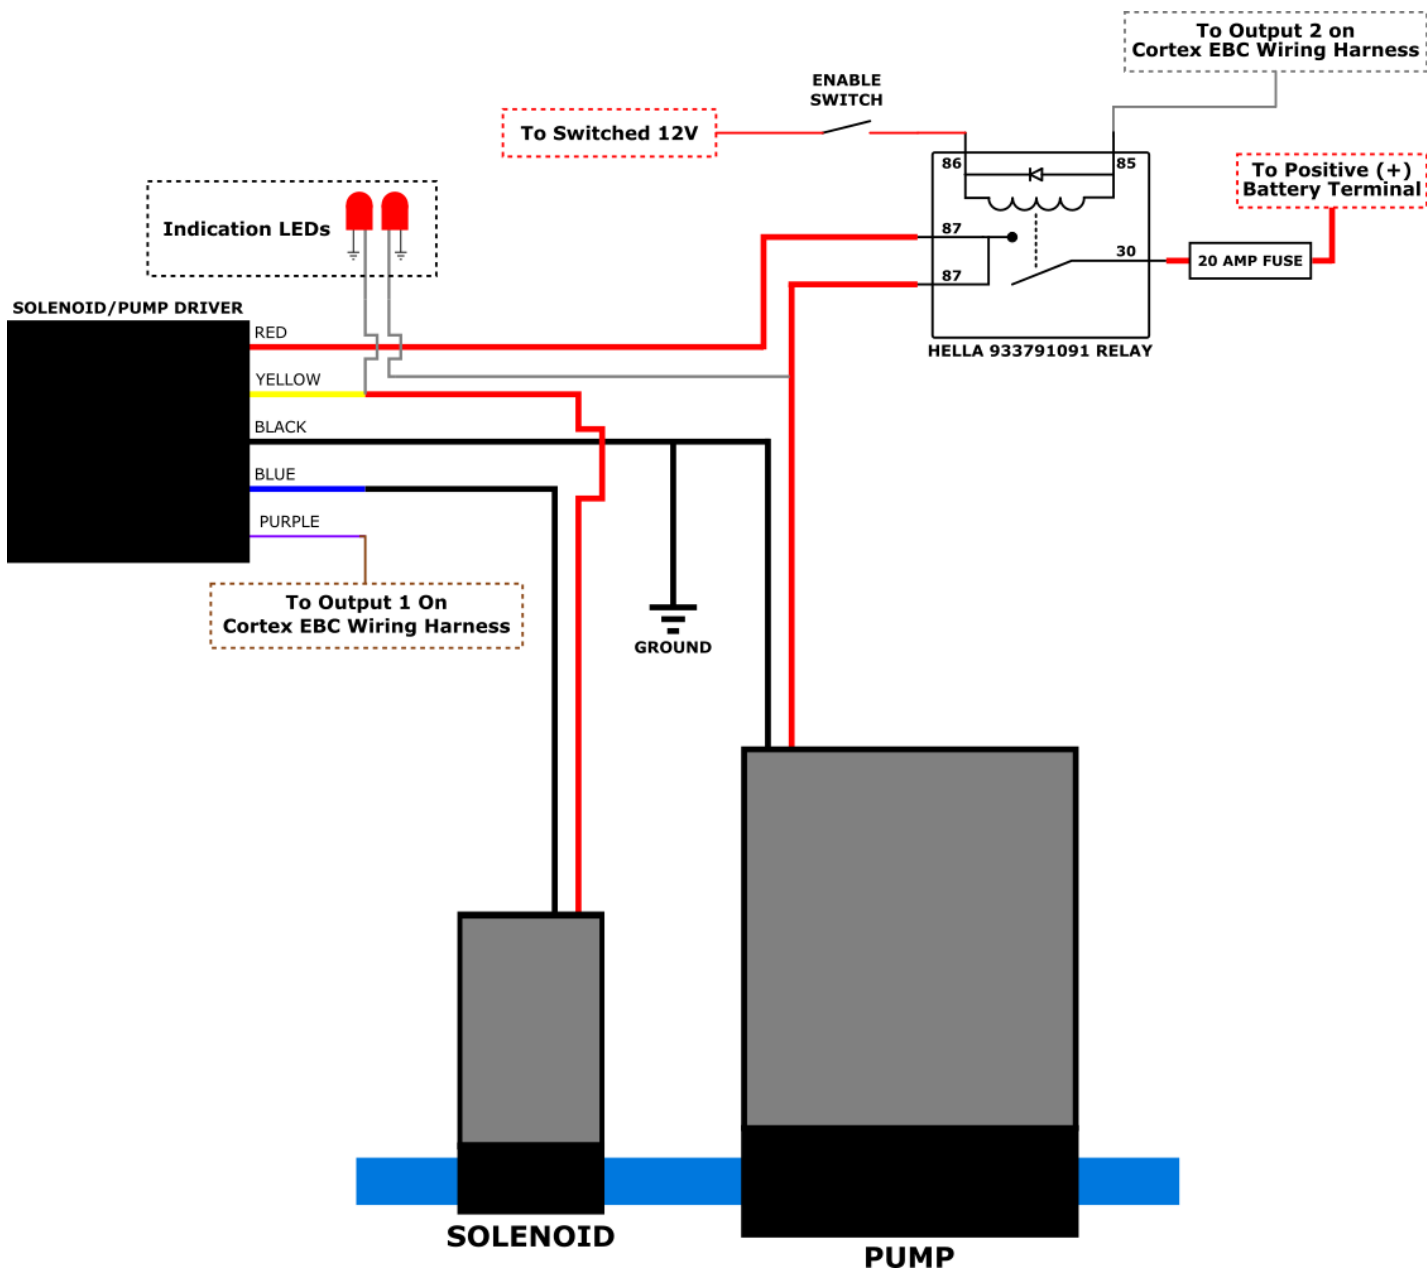 To Output 2 on
Cortex EBC Wiring Harness
ENABLE
SWITCH
To Switched 12V
86
85
To Positive (+)
Battery Terminal
Indication LEDs
87
30
20 AMP FUSE
87
SOLENOID/PUMP DRIVER
RED
HELLA 933791091 RELAY
YELLOW
BLACK
BLUE
PURPLE
To Output 1 On
Cortex EBC Wiring Harness
GROUND
SOLENOID
PUMP